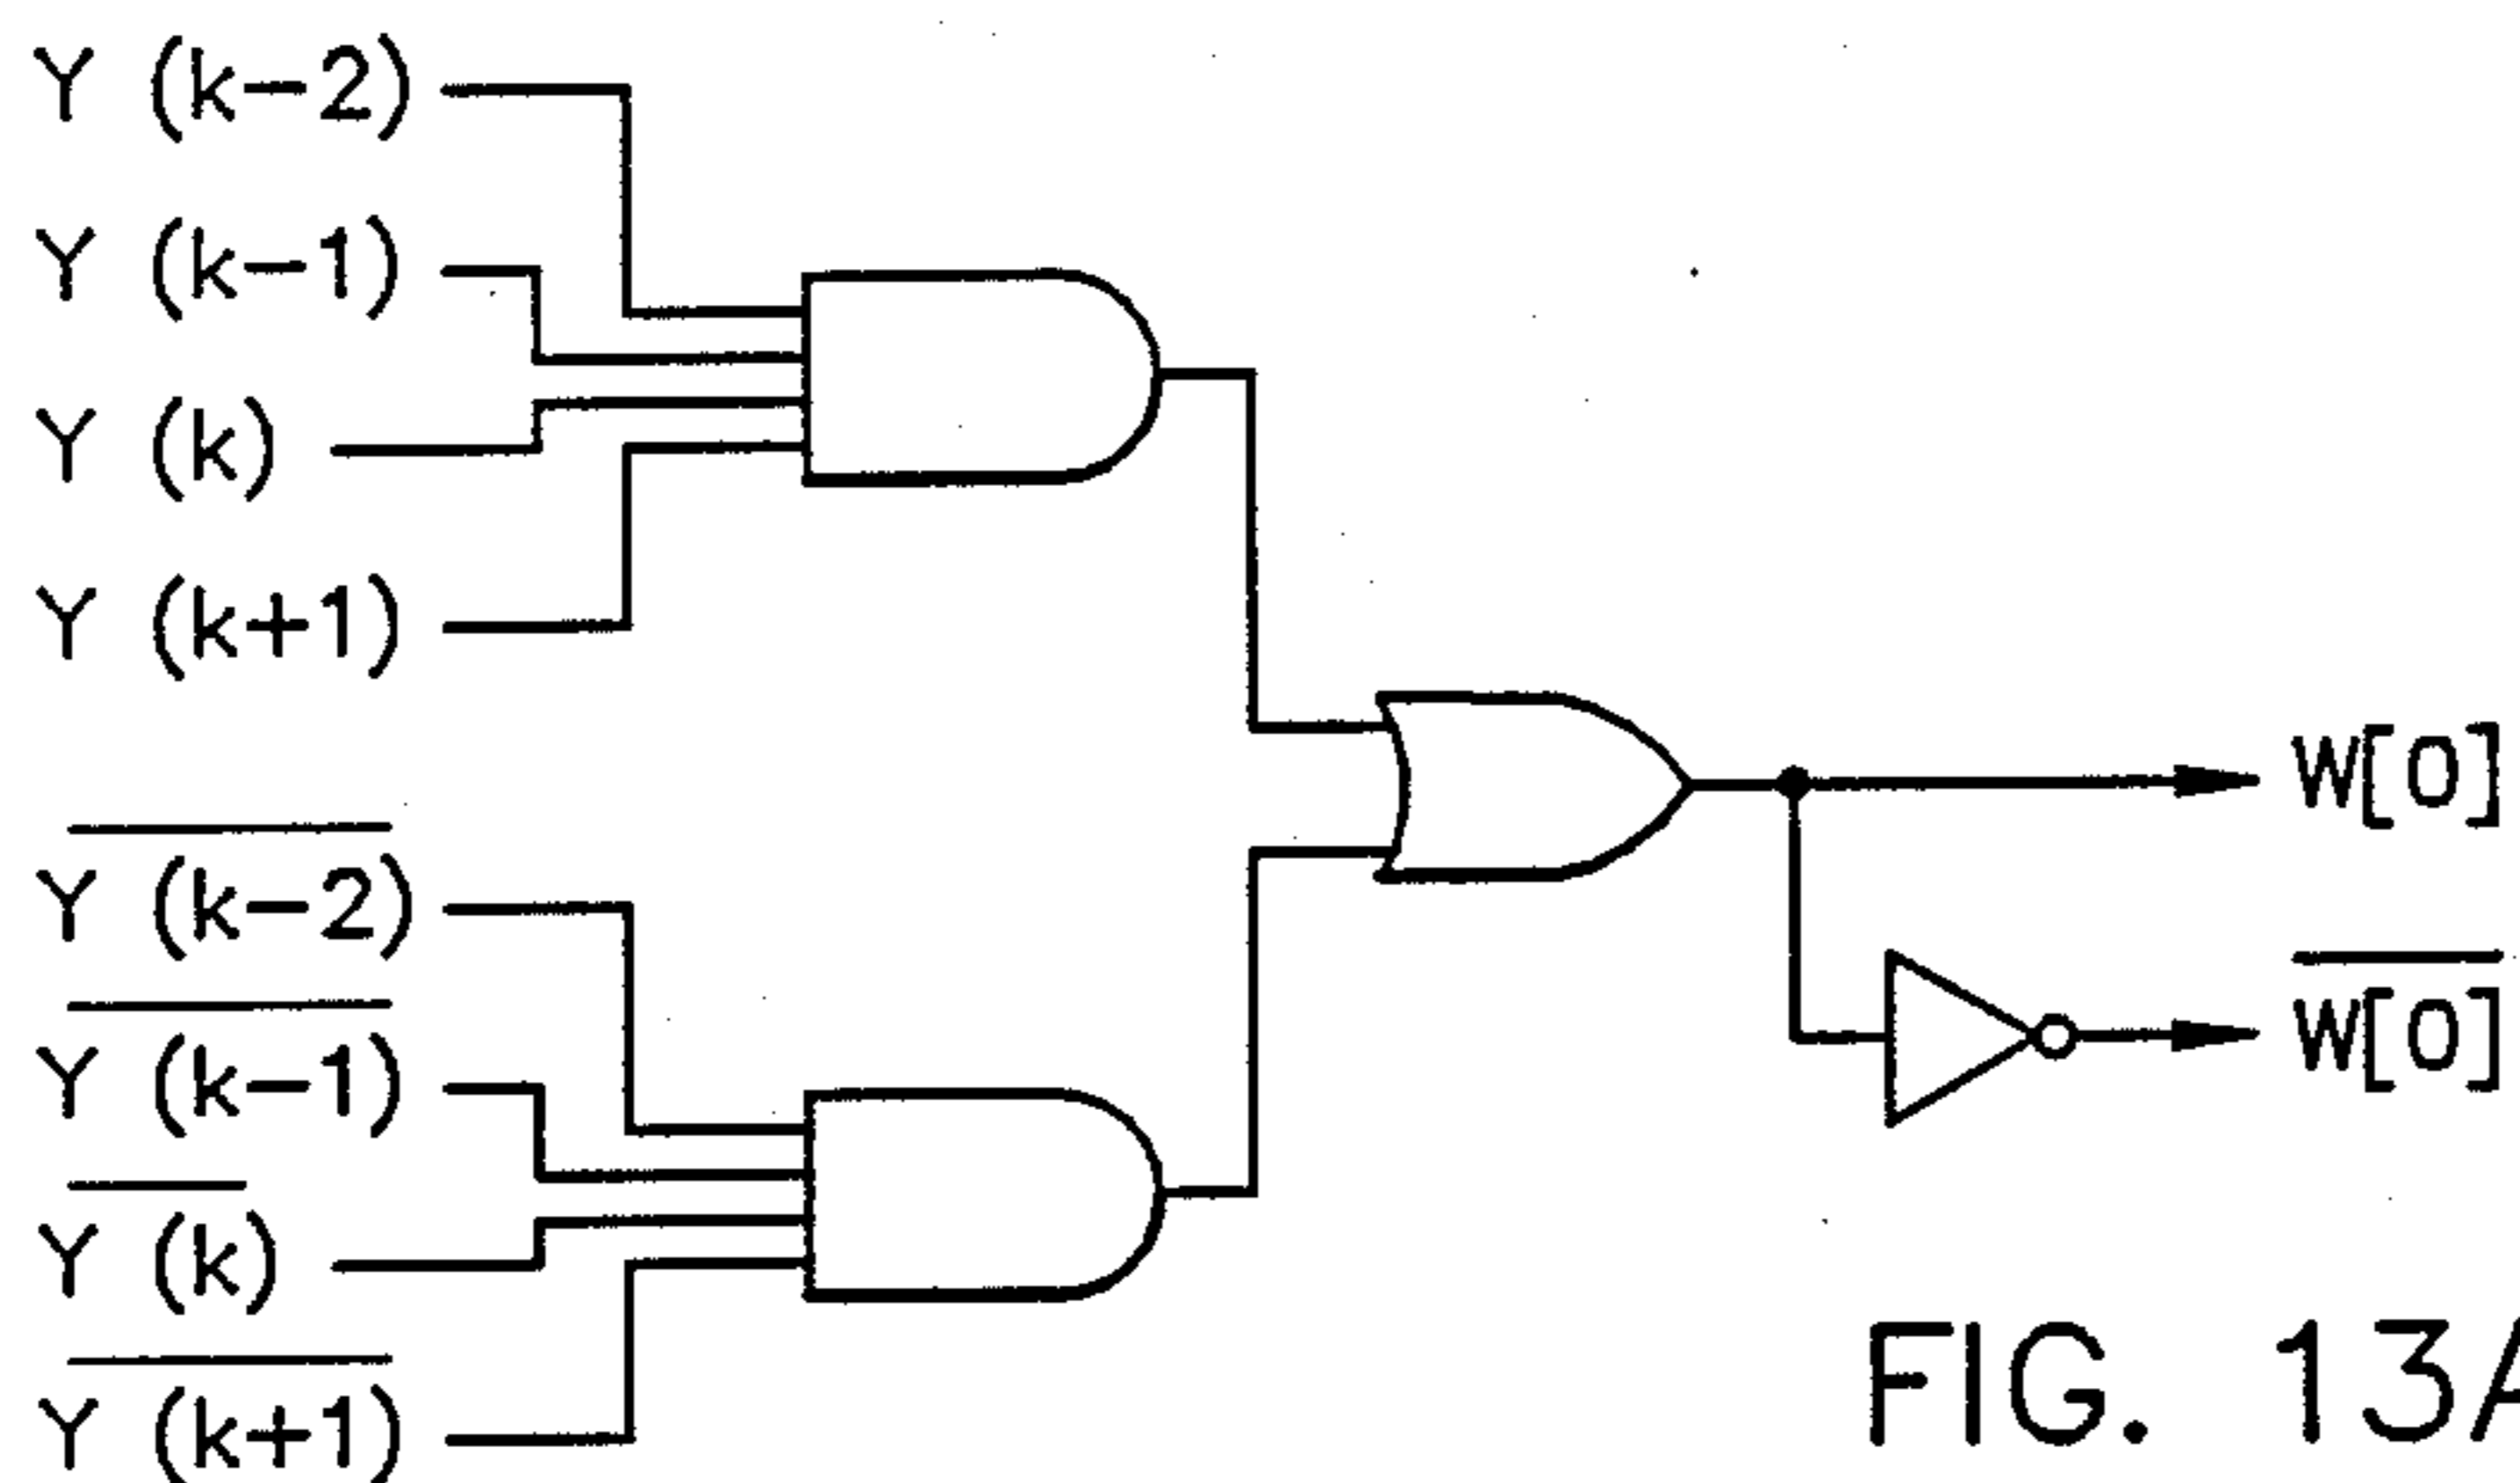 Y (k-2)
Y (k-1)
Y (k)
Y (k+1)
W[0]
Y̅ ̅(̅k̅-̅2̅)̅
W̅[̅0̅]̅
Y̅ ̅(̅k̅-̅1̅)̅
Y̅ ̅(̅k̅)̅
Y̅ ̅(̅k̅+̅1̅)̅
FIG. 13A